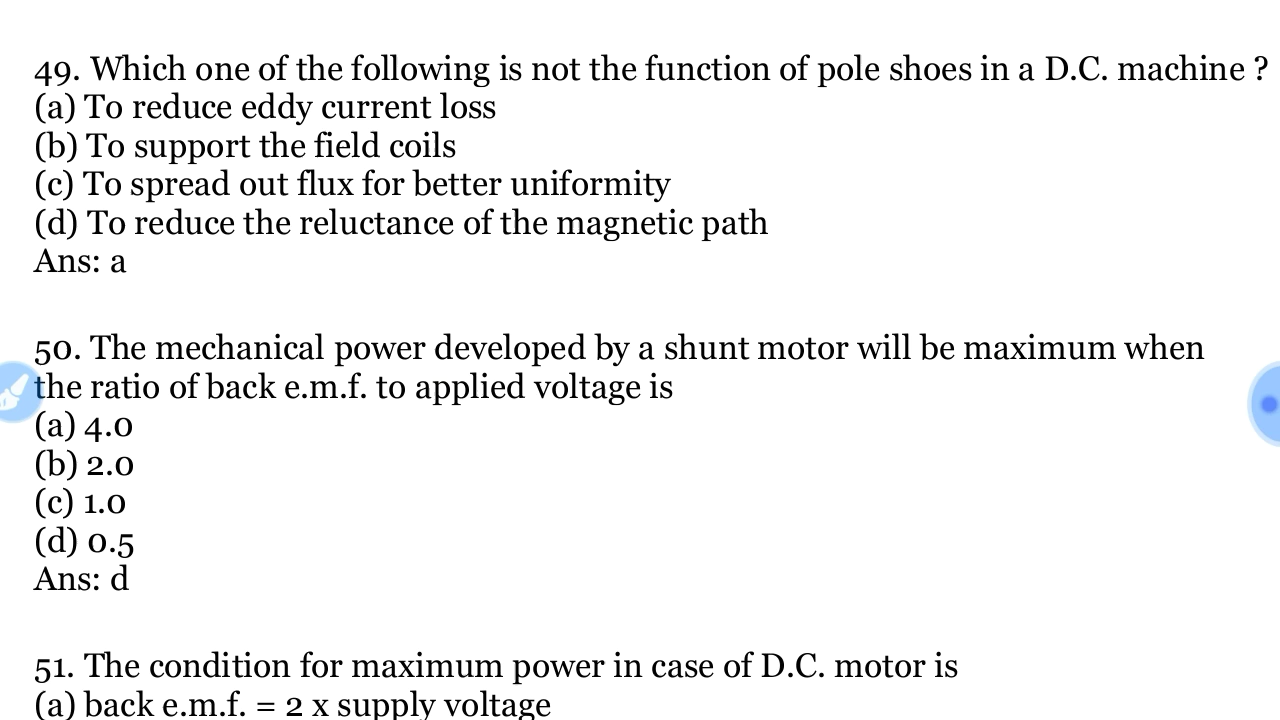 49. Which one of the following is not the function of pole shoes in a D.C. machine ?
(a) To reduce eddy current loss
(b) To support the field coils
(c) To spread out flux for better uniformity
(d) To reduce the reluctance of the magnetic path
Ans: a
50. The mechanical power developed by a shunt motor will be maximum when
the ratio of back e.m.f. to applied voltage is
(a) 4.0
(b) 2.0
(c) 1.0
(d) 0.5
Ans: d
51. The condition for maximum power in case of D.C. motor is
(a) back e.m.f. = 2 x supply voltage